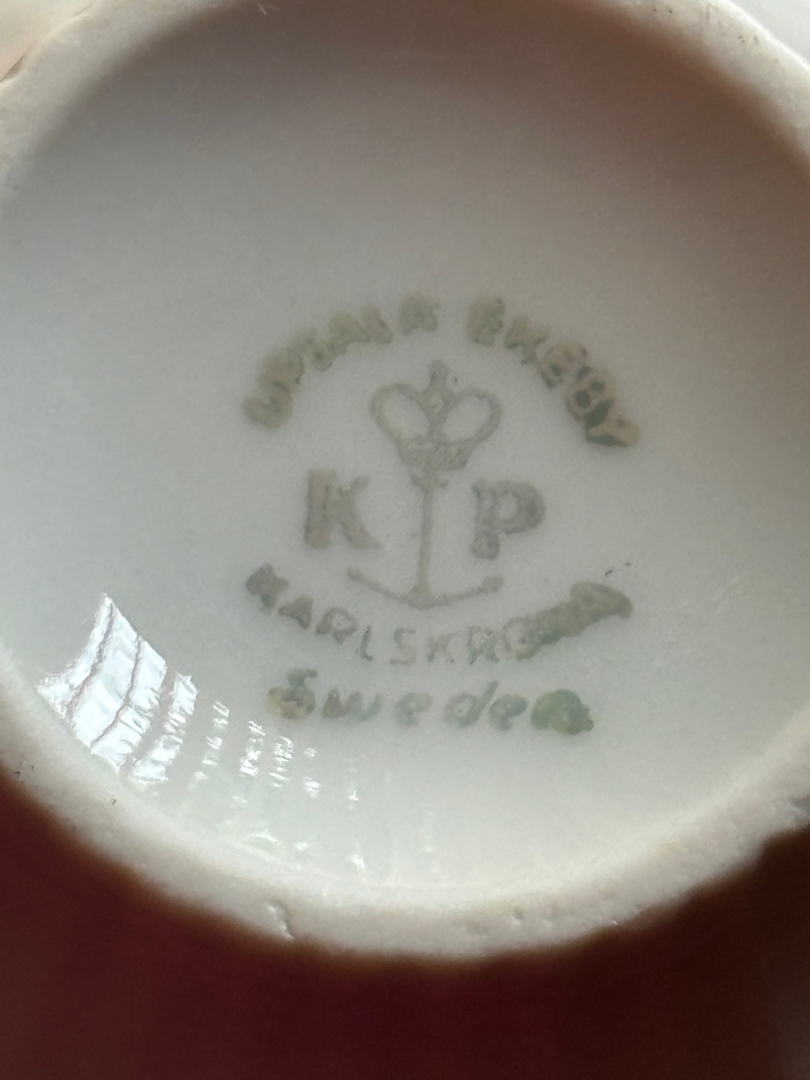 UPSALA EKEBY
K P
KARLSKRONA
Sweden